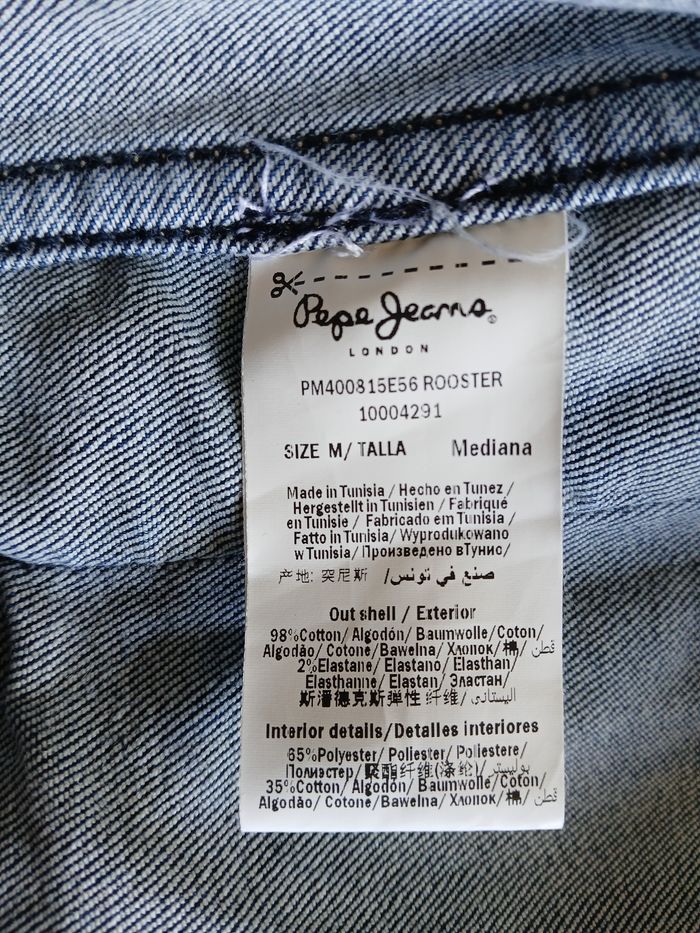 Pepe Jeans®
LONDON
PM400815E56 ROOSTER
10004291
SIZE M/ TALLA Mediana
Made in Tunisia / Hecho en Tunez/
Hergestellt in Tunisien / Fabriqué
en Tunisie / Fabricado em Tunisia /
Fatto in Tunisia/ Wyprodukowano
w Tunisia/ Произведено вТунис/
产地: 突尼斯 /صنع في تونس
Out shell / Exterior
98%Cotton/ Algodón/ Baumwolle/Coton/
Algodão/ Cotone/Bawelna/ Хлопок/棉/ قطن
2%Elastane/ Elastano/ Elasthan/
Elasthanne/ Elastan/ Эластан/
斯潘德克斯弹性 纤维/ اليستاني
Interior details/Detalles interiores
65%Polyester/ Poliester/ Poliestere/
Полиэстер/ 聚酯纤维(涤纶)/ بوليستر
35%Cotton/ Algodón/ Baumwolle/Coton/
Algodão/ Cotone/ Bawelna/ Хлопок/棉/ قطن